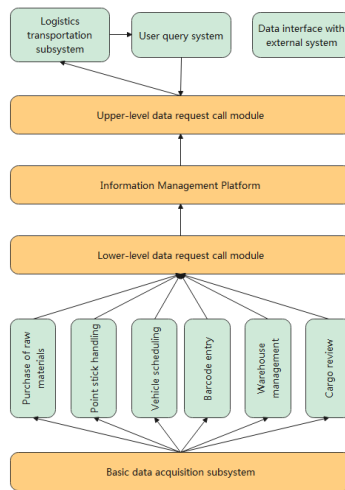 Logistics
transportation
subsystem
User query system
Data interface with
external system
Upper-level data request call module
Information Management Platform
Lower-level data request call module
Purchase of raw
materials
Point stick handling
Vehicle scheduling
Barcode entry
Warehouse
management
Cargo review
Basic data acquisition subsystem